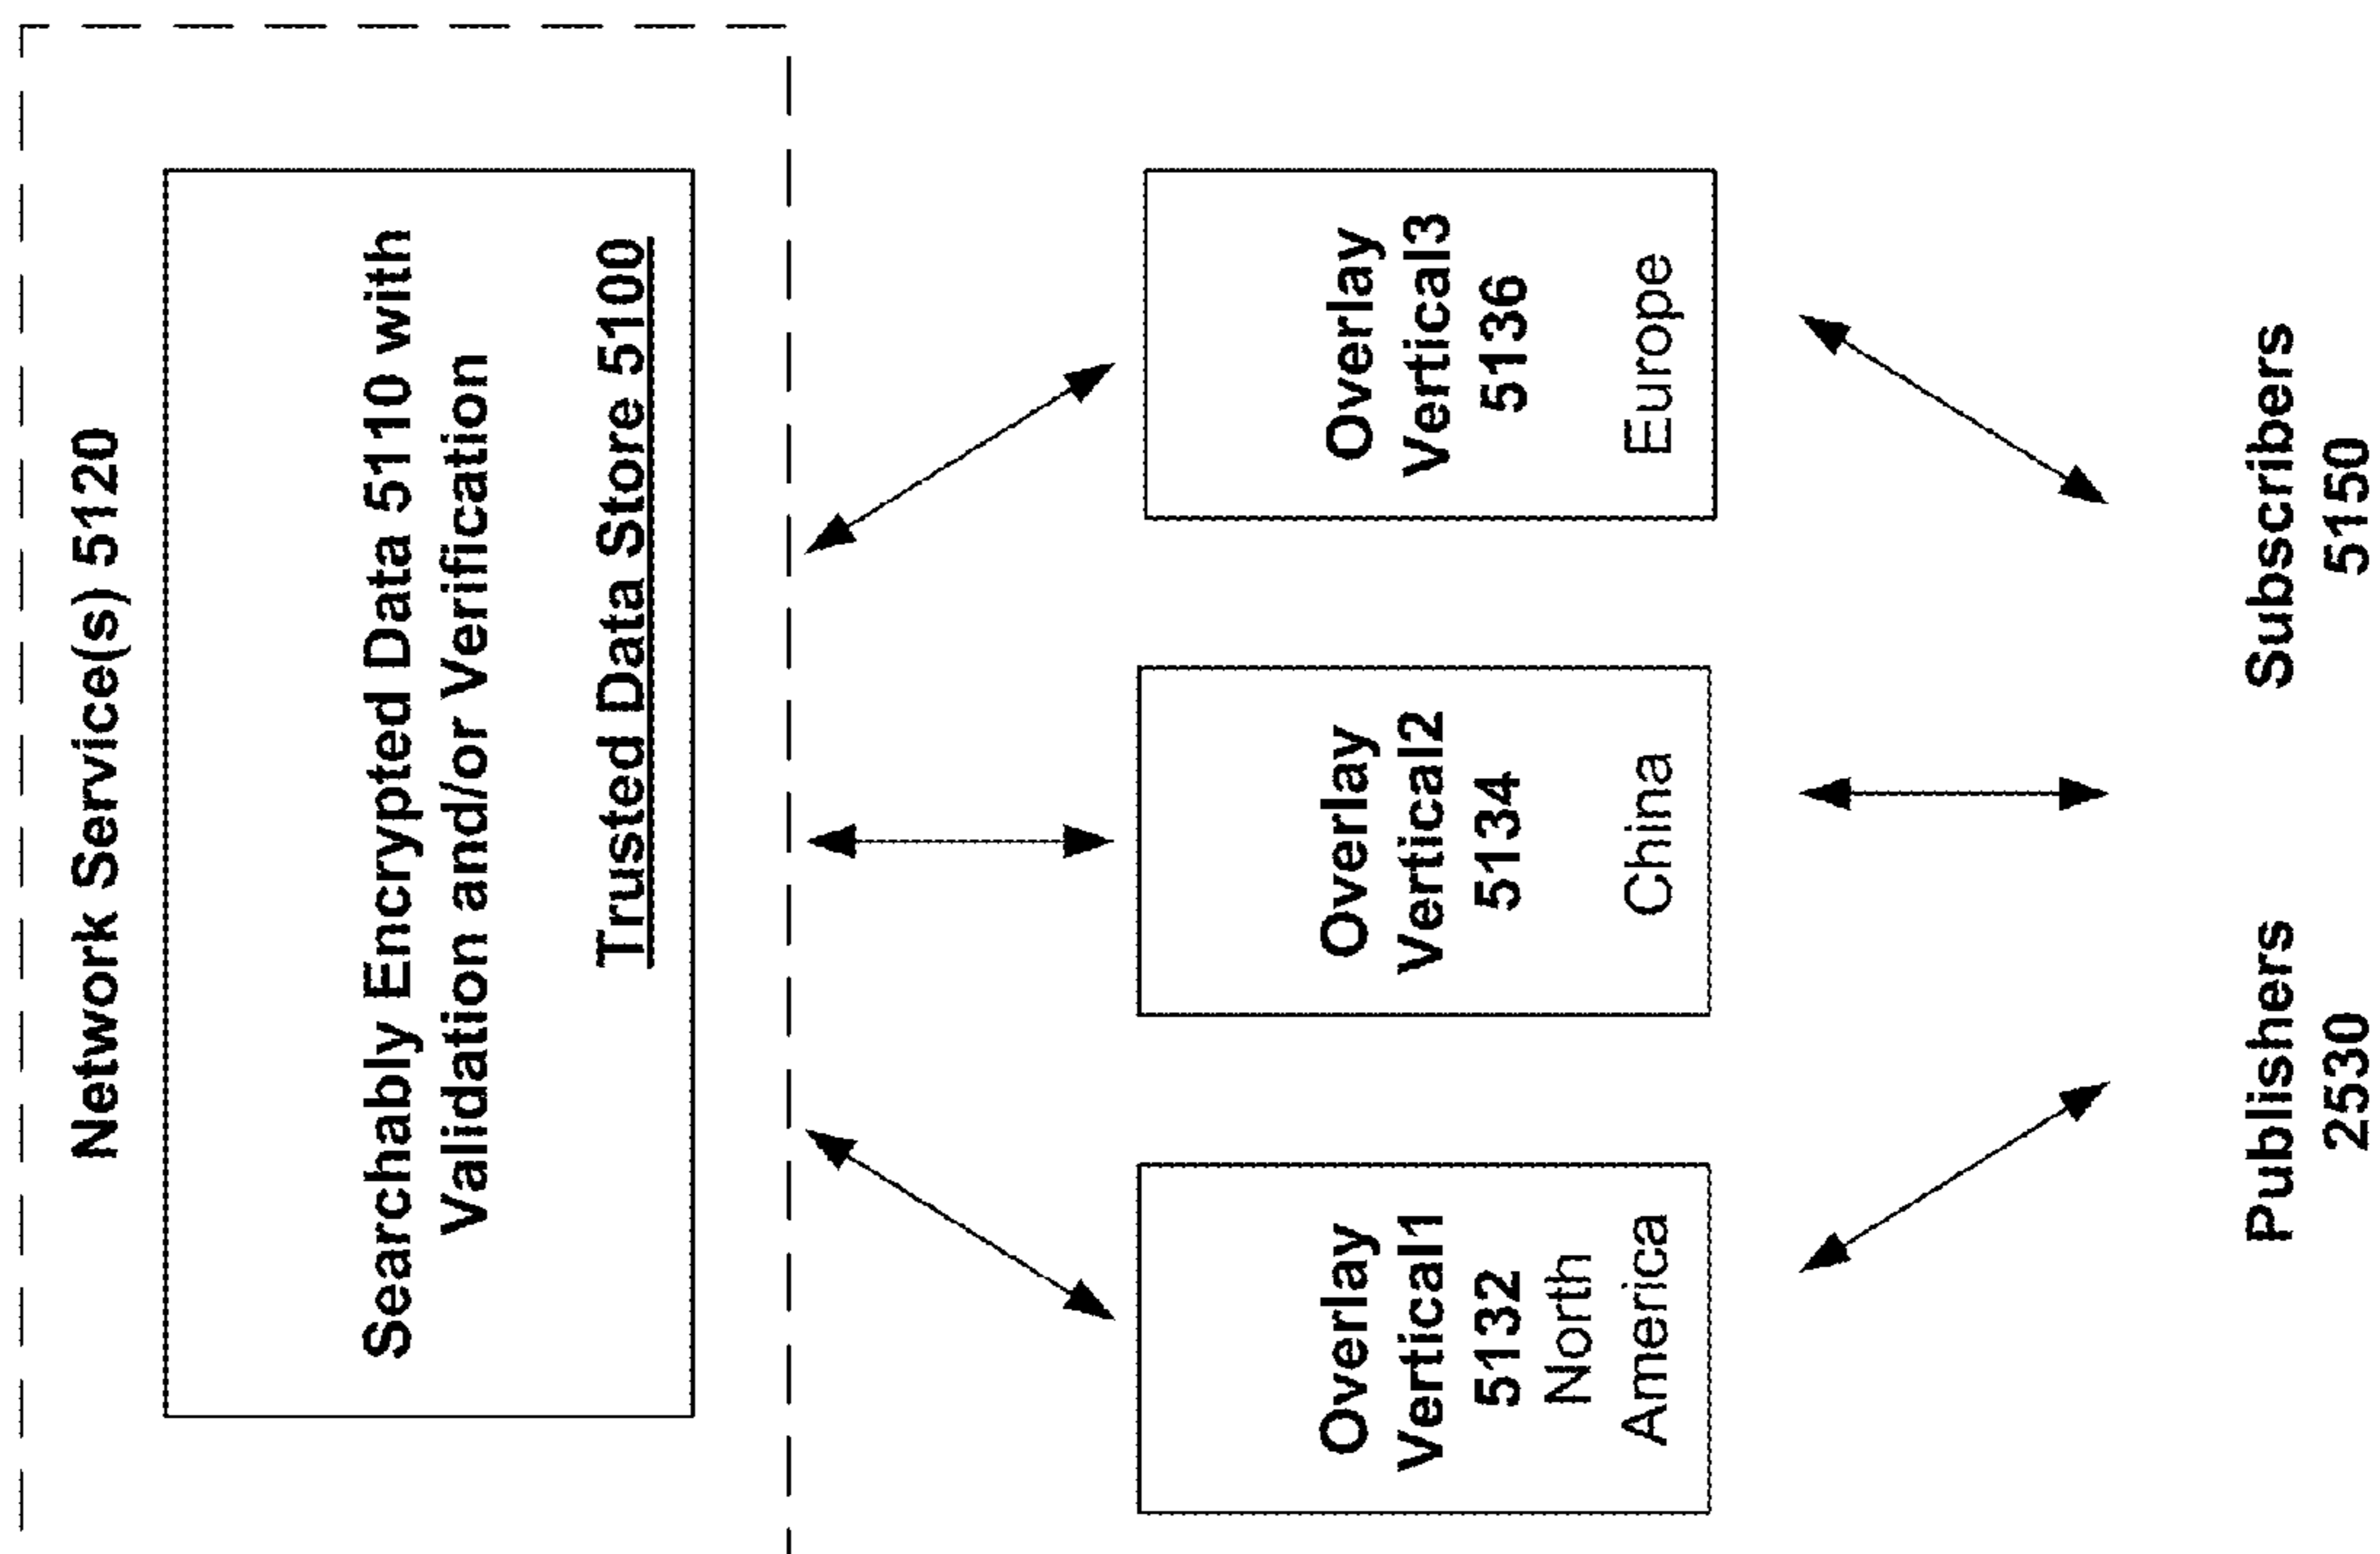 Network Service(s) 5120
Searchably Encrypted Data 5110 with
Validation and/or Verification
Trusted Data Store 5100
Overlay
Vertical1
5132
North
America
Overlay
Vertical2
5134
China
Overlay
Vertical3
5136
Europe
Publishers
2530
Subscribers
5150